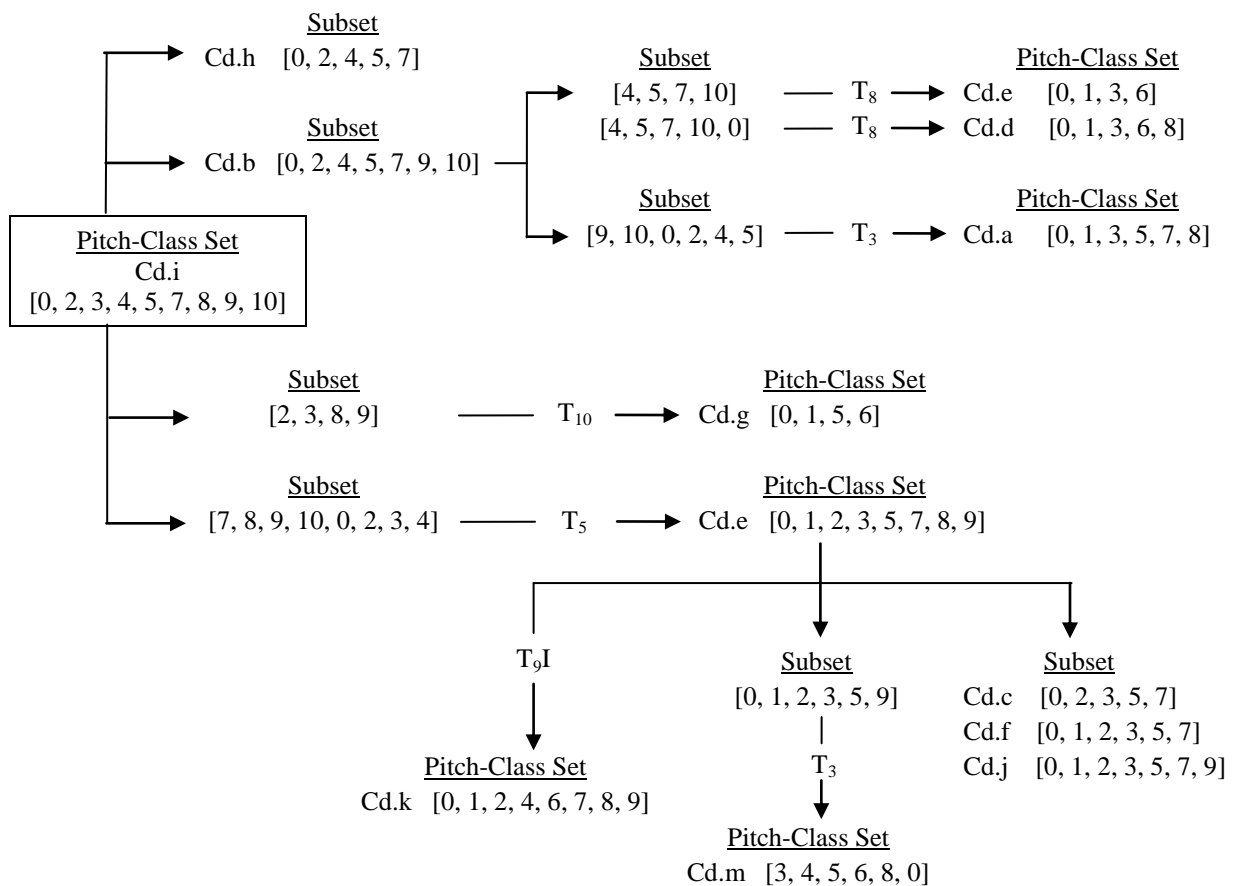 Subset
Cd.h [0, 2, 4, 5, 7]
Subset
Cd.b [0, 2, 4, 5, 7, 9, 10]
Subset
[4, 5, 7, 10]
T8
Pitch-Class Set
Cd.e [0, 1, 3, 6]
[4, 5, 7, 10, 0]
T8
Cd.d [0, 1, 3, 6, 8]
Subset
[9, 10, 0, 2, 4, 5]
T3
Pitch-Class Set
Cd.a [0, 1, 3, 5, 7, 8]
Pitch-Class Set
Cd.i
[0, 2, 3, 4, 5, 7, 8, 9, 10]
Subset
[2, 3, 8, 9]
T10
Pitch-Class Set
Cd.g [0, 1, 5, 6]
Subset
[7, 8, 9, 10, 0, 2, 3, 4]
T5
Pitch-Class Set
Cd.e [0, 1, 2, 3, 5, 7, 8, 9]
T9I
Pitch-Class Set
Cd.k [0, 1, 2, 4, 6, 7, 8, 9]
Subset
[0, 1, 2, 3, 5, 9]
T3
Pitch-Class Set
Cd.m [3, 4, 5, 6, 8, 0]
Subset
Cd.c [0, 2, 3, 5, 7]
Cd.f [0, 1, 2, 3, 5, 7]
Cd.j [0, 1, 2, 3, 5, 7, 9]